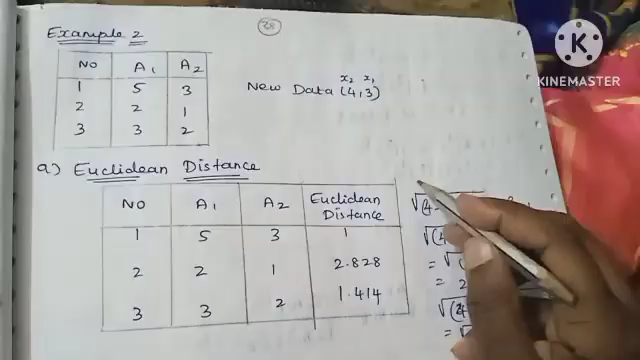 38
Example 2
NO A1 A2
1 5 3
2 2 1
3 3 2
x2 x1
New Data (4,3)
a) Euclidean Distance
NO A1 A2 Euclidean Distance
1 5 3 1
2 2 1 2.828
3 3 2 1.414
KINEMASTER